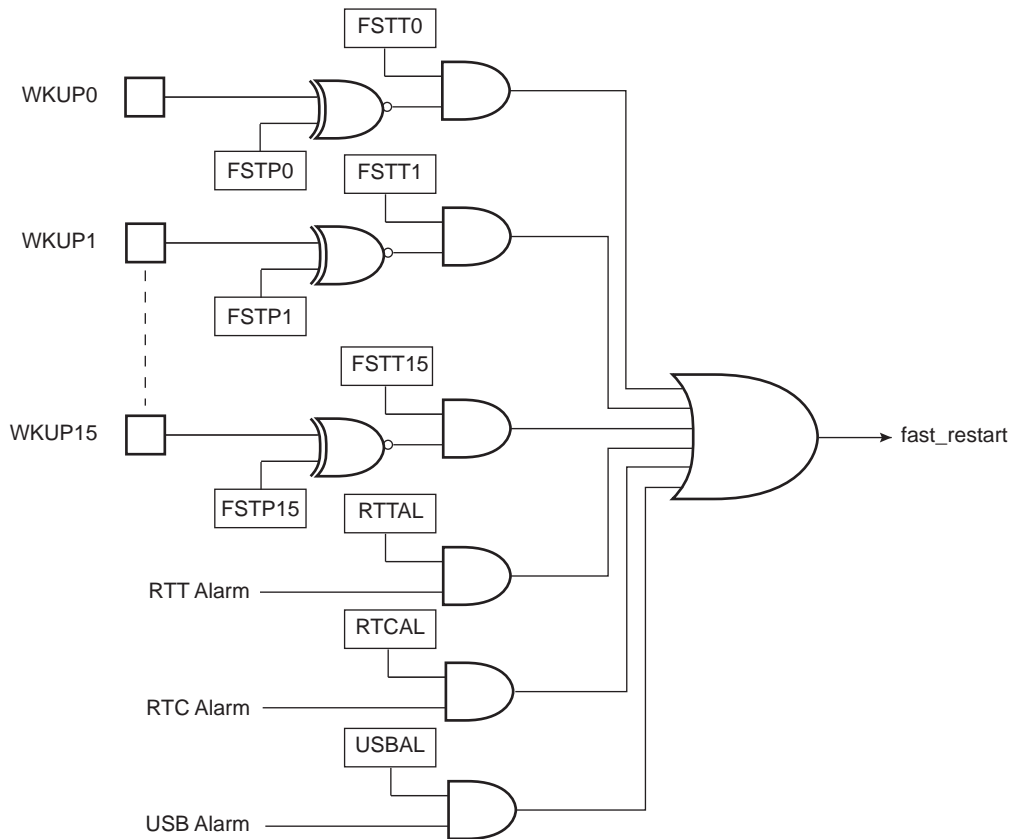 FSTT0
WKUP0
FSTP0
FSTT1
WKUP1
FSTP1
FSTT15
WKUP15
fast_restart
FSTP15
RTTAL
RTT Alarm
RTCAL
RTC Alarm
USBAL
USB Alarm